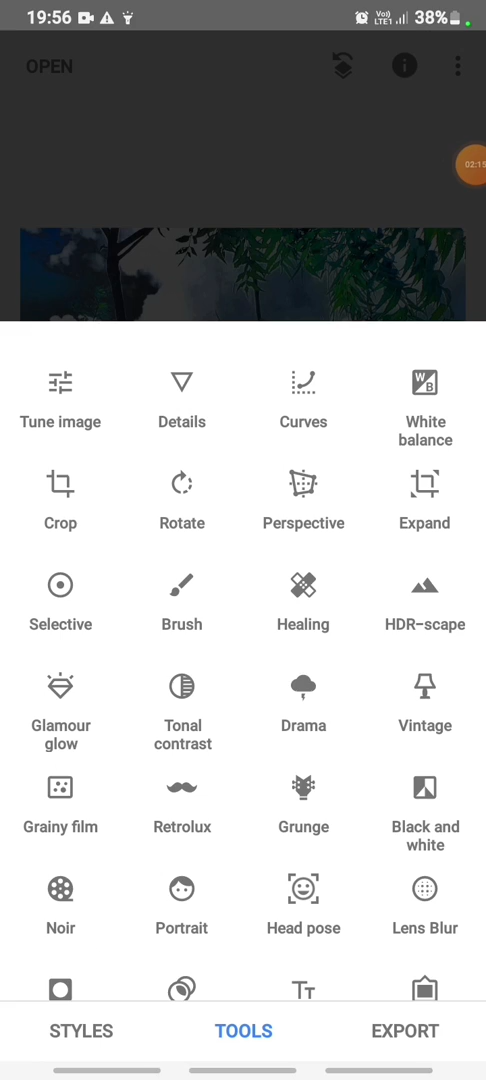 19:56 Vo)) LTE1 38%
OPEN
02:15
Tune image Details Curves White balance
Crop Rotate Perspective Expand
Selective Brush Healing HDR-scape
Glamour glow Tonal contrast Drama Vintage
Grainy film Retrolux Grunge Black and white
Noir Portrait Head pose Lens Blur
STYLES TOOLS EXPORT